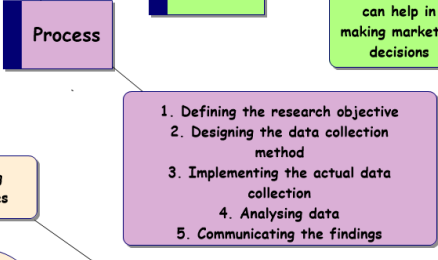 can help in
making market
decisions
Process
1. Defining the research objective
2. Designing the data collection
method
3. Implementing the actual data
collection
4. Analysing data
5. Communicating the findings